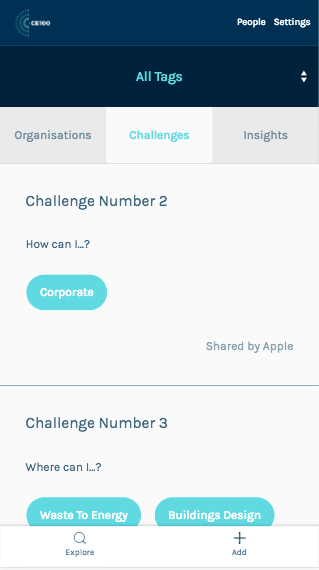 CE100
People Settings
All Tags
Organisations Challenges Insights
Challenge Number 2
How can I...?
Corporate
Shared by Apple
Challenge Number 3
Where can I...?
Waste To Energy Buildings Design
Explore Add